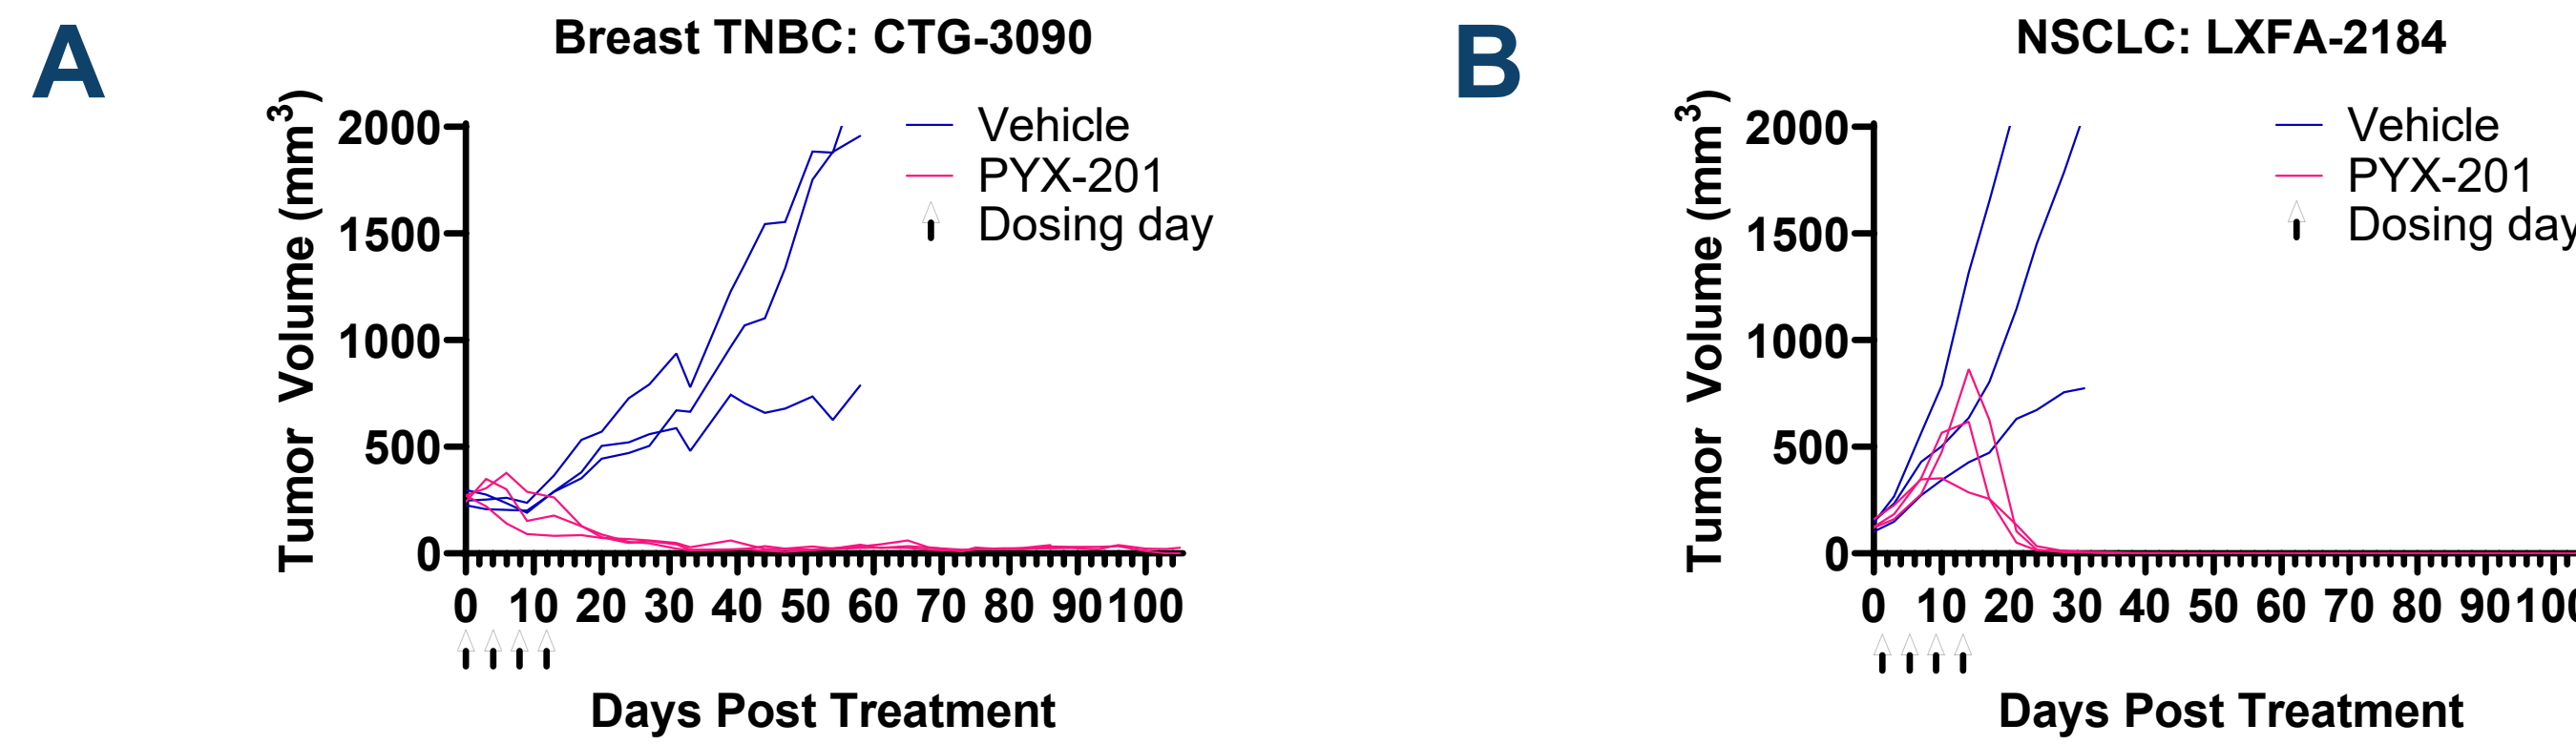 A
Breast TNBC: CTG-3090
Tumor Volume (mm³)
2000
1500
1000
500
0
Vehicle
PYX-201
Dosing day
0 10 20 30 40 50 60 70 80 90 100
Days Post Treatment
B
NSCLC: LXFA-2184
Tumor Volume (mm³)
2000
1500
1000
500
0
Vehicle
PYX-201
Dosing day
0 10 20 30 40 50 60 70 80 90 100
Days Post Treatment